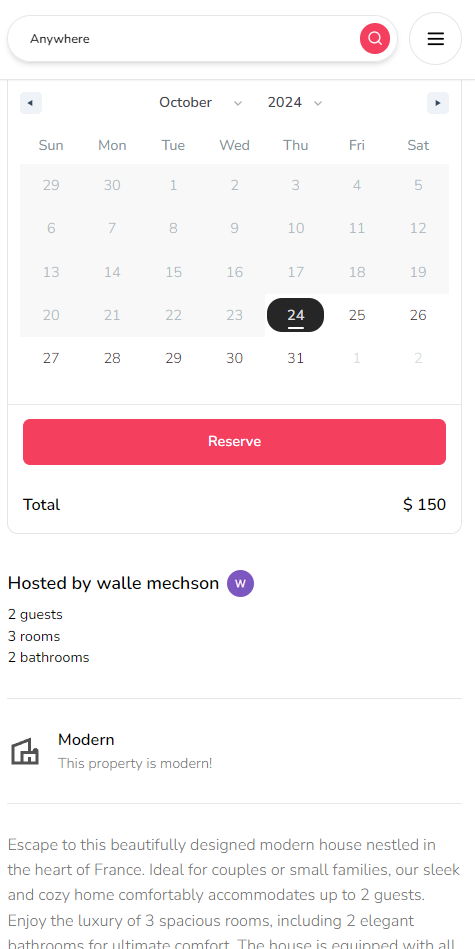 Anywhere
October 2024
Sun Mon Tue Wed Thu Fri Sat
29 30 1 2 3 4 5
6 7 8 9 10 11 12
13 14 15 16 17 18 19
20 21 22 23 24 25 26
27 28 29 30 31 1 2
Reserve
Total $ 150
Hosted by walle mechson W
2 guests
3 rooms
2 bathrooms
Modern
This property is modern!
Escape to this beautifully designed modern house nestled in
the heart of France. Ideal for couples or small families, our sleek
and cozy home comfortably accommodates up to 2 guests.
Enjoy the luxury of 3 spacious rooms, including 2 elegant
bathrooms for ultimate comfort. The house is equipped with all